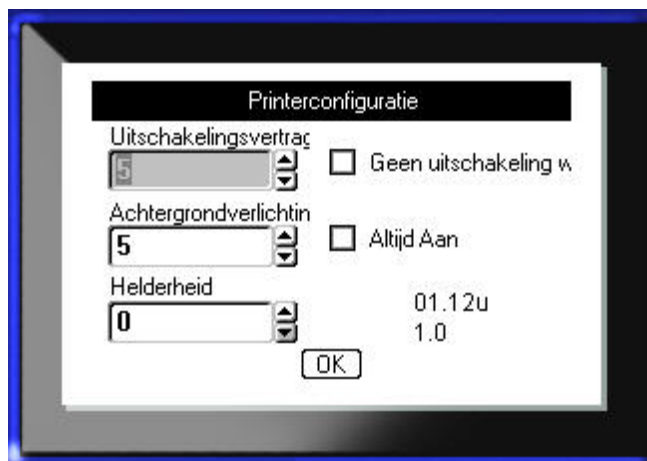 Printerconfiguratie
Uitschakelingsvertrag
5
Geen uitschakeling w
Achtergrondverlichtin
5
Altijd Aan
Helderheid
0
01.12u
1.0
OK